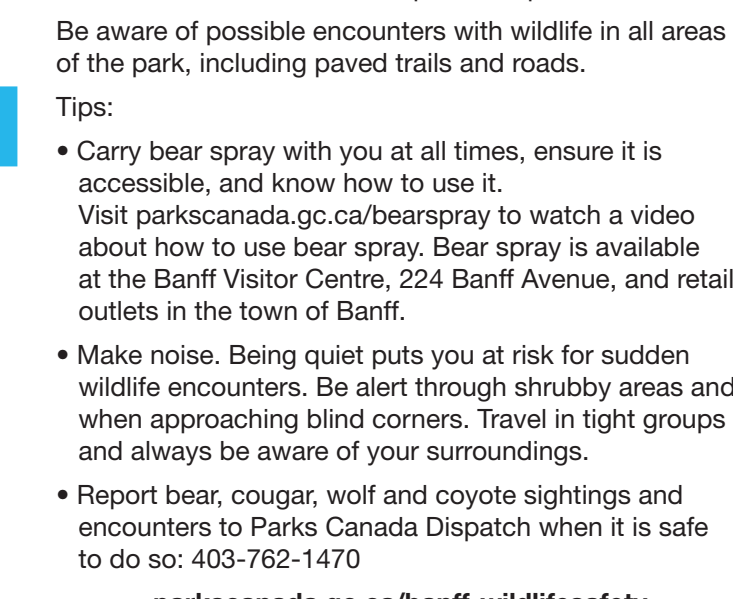 Be aware of possible encounters with wildlife in all areas
of the park, including paved trails and roads.
Tips:
• Carry bear spray with you at all times, ensure it is
accessible, and know how to use it.
Visit parkscanada.gc.ca/bearspray to watch a video
about how to use bear spray. Bear spray is available
at the Banff Visitor Centre, 224 Banff Avenue, and retail
outlets in the town of Banff.
• Make noise. Being quiet puts you at risk for sudden
wildlife encounters. Be alert through shrubby areas and
when approaching blind corners. Travel in tight groups
and always be aware of your surroundings.
• Report bear, cougar, wolf and coyote sightings and
encounters to Parks Canada Dispatch when it is safe
to do so: 403-762-1470
parkscanada.gc.ca/banff-wildlifesafety